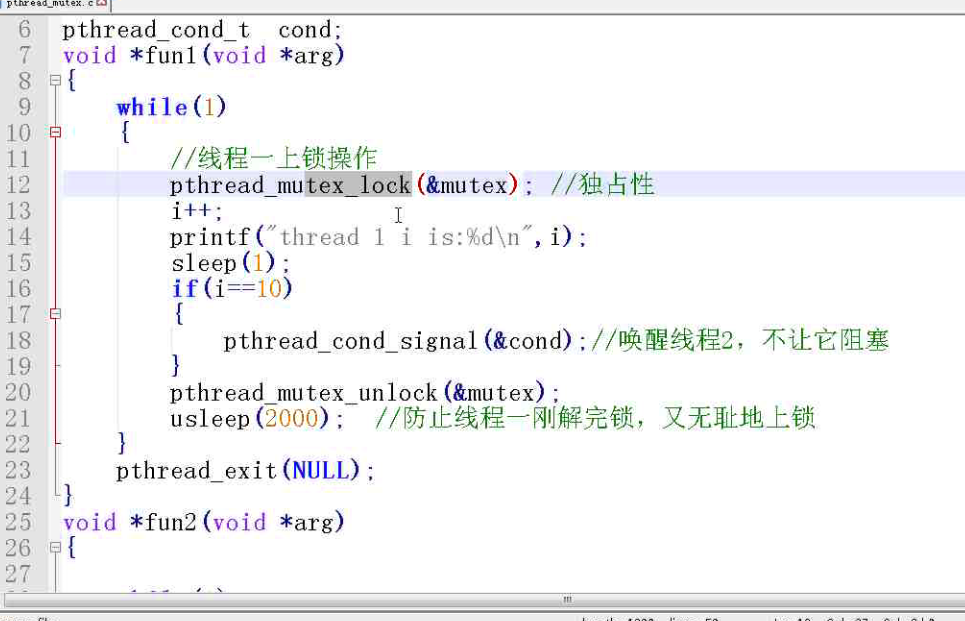 pthread_mutex.c
6 pthread_cond_t  cond;
7 void *fun1(void *arg)
8 {
9     while(1)
10     {
11         //线程一上锁操作
12         pthread_mutex_lock(&mutex); //独占性
13         i++;
14         printf("thread 1 i is:%d\n",i);
15         sleep(1);
16         if(i==10)
17         {
18             pthread_cond_signal(&cond);//唤醒线程2，不让它阻塞
19         }
20         pthread_mutex_unlock(&mutex);
21         usleep(2000);  //防止线程一刚解完锁，又无耻地上锁
22     }
23     pthread_exit(NULL);
24 }
25 void *fun2(void *arg)
26 {
27